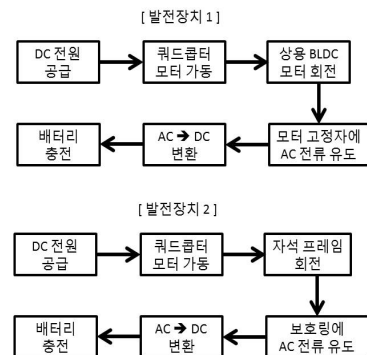 [ 발전장치 1 ]
DC 전원
공급
쿼드콥터
모터 가동
상용 BLDC
모터 회전
배터리
충전
AC ➔ DC
변환
모터 고정자에
AC 전류 유도
[ 발전장치 2 ]
DC 전원
공급
쿼드콥터
모터 가동
자석 프레임
회전
배터리
충전
AC ➔ DC
변환
보호링에
AC 전류 유도